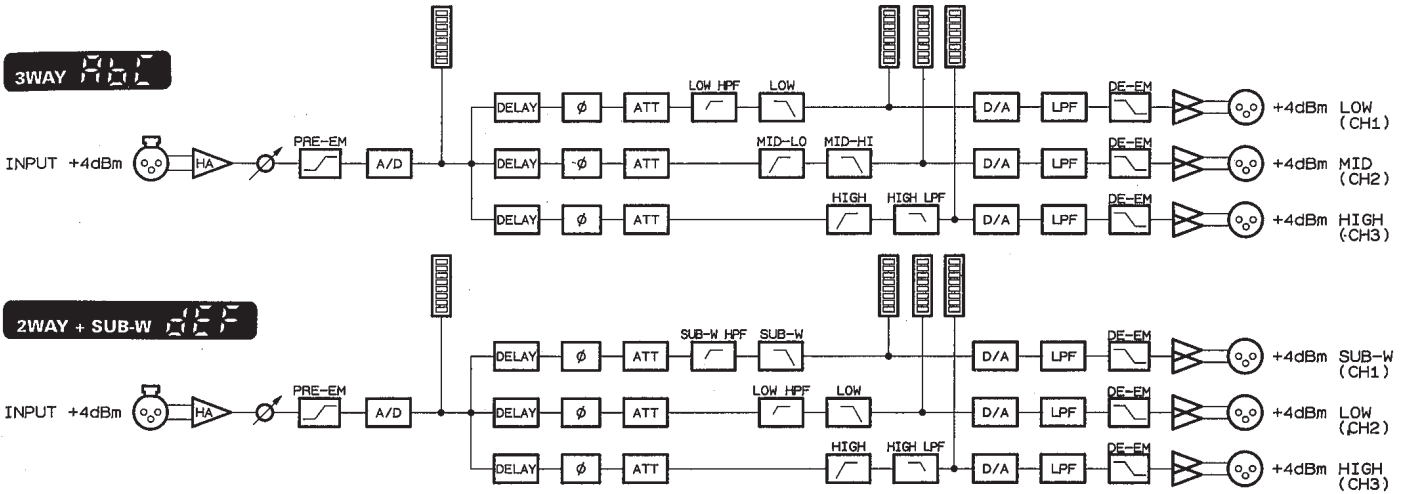 3WAY AbC
LOW HPF LOW DE-EM
DELAY ø ATT D/A LPF +4dBm LOW
(CH1)
PRE-EM MID-LO MID-HI DE-EM
INPUT +4dBm HA A/D DELAY ø ATT D/A LPF +4dBm MID
(CH2)
HIGH HIGH LPF DE-EM
DELAY ø ATT D/A LPF +4dBm HIGH
(CH3)
2WAY + SUB-W dEF
SUB-W HPF SUB-W DE-EM
DELAY ø ATT D/A LPF +4dBm SUB-W
(CH1)
PRE-EM LOW HPF LOW DE-EM
INPUT +4dBm HA A/D DELAY ø ATT D/A LPF +4dBm LOW
(CH2)
HIGH HIGH LPF DE-EM
DELAY ø ATT D/A LPF +4dBm HIGH
(CH3)